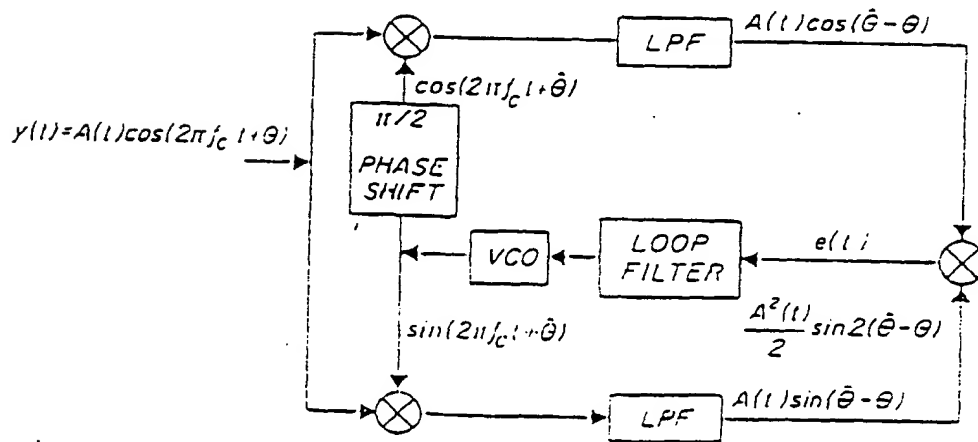 LPF
A(t)cos(θ̂-θ)
cos(2πf_c t+θ̂)
y(t)=A(t)cos(2πf_c t+θ)
π/2
PHASE
SHIFT
VCO
LOOP
FILTER
e(t)
A²(t)/2 sin2(θ̂-θ)
sin(2πf_c t+θ̂)
LPF
A(t)sin(θ̂-θ)